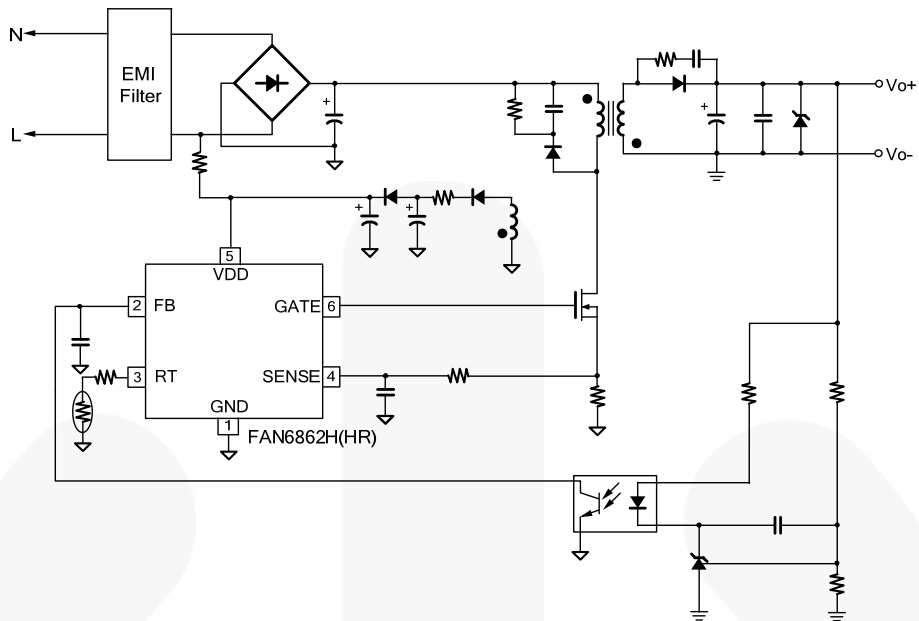 N
EMI
Filter
L
Vo+
Vo-
5
VDD
2 FB
GATE 6
3 RT
SENSE 4
GND
1
FAN6862H(HR)
+
+
+
+